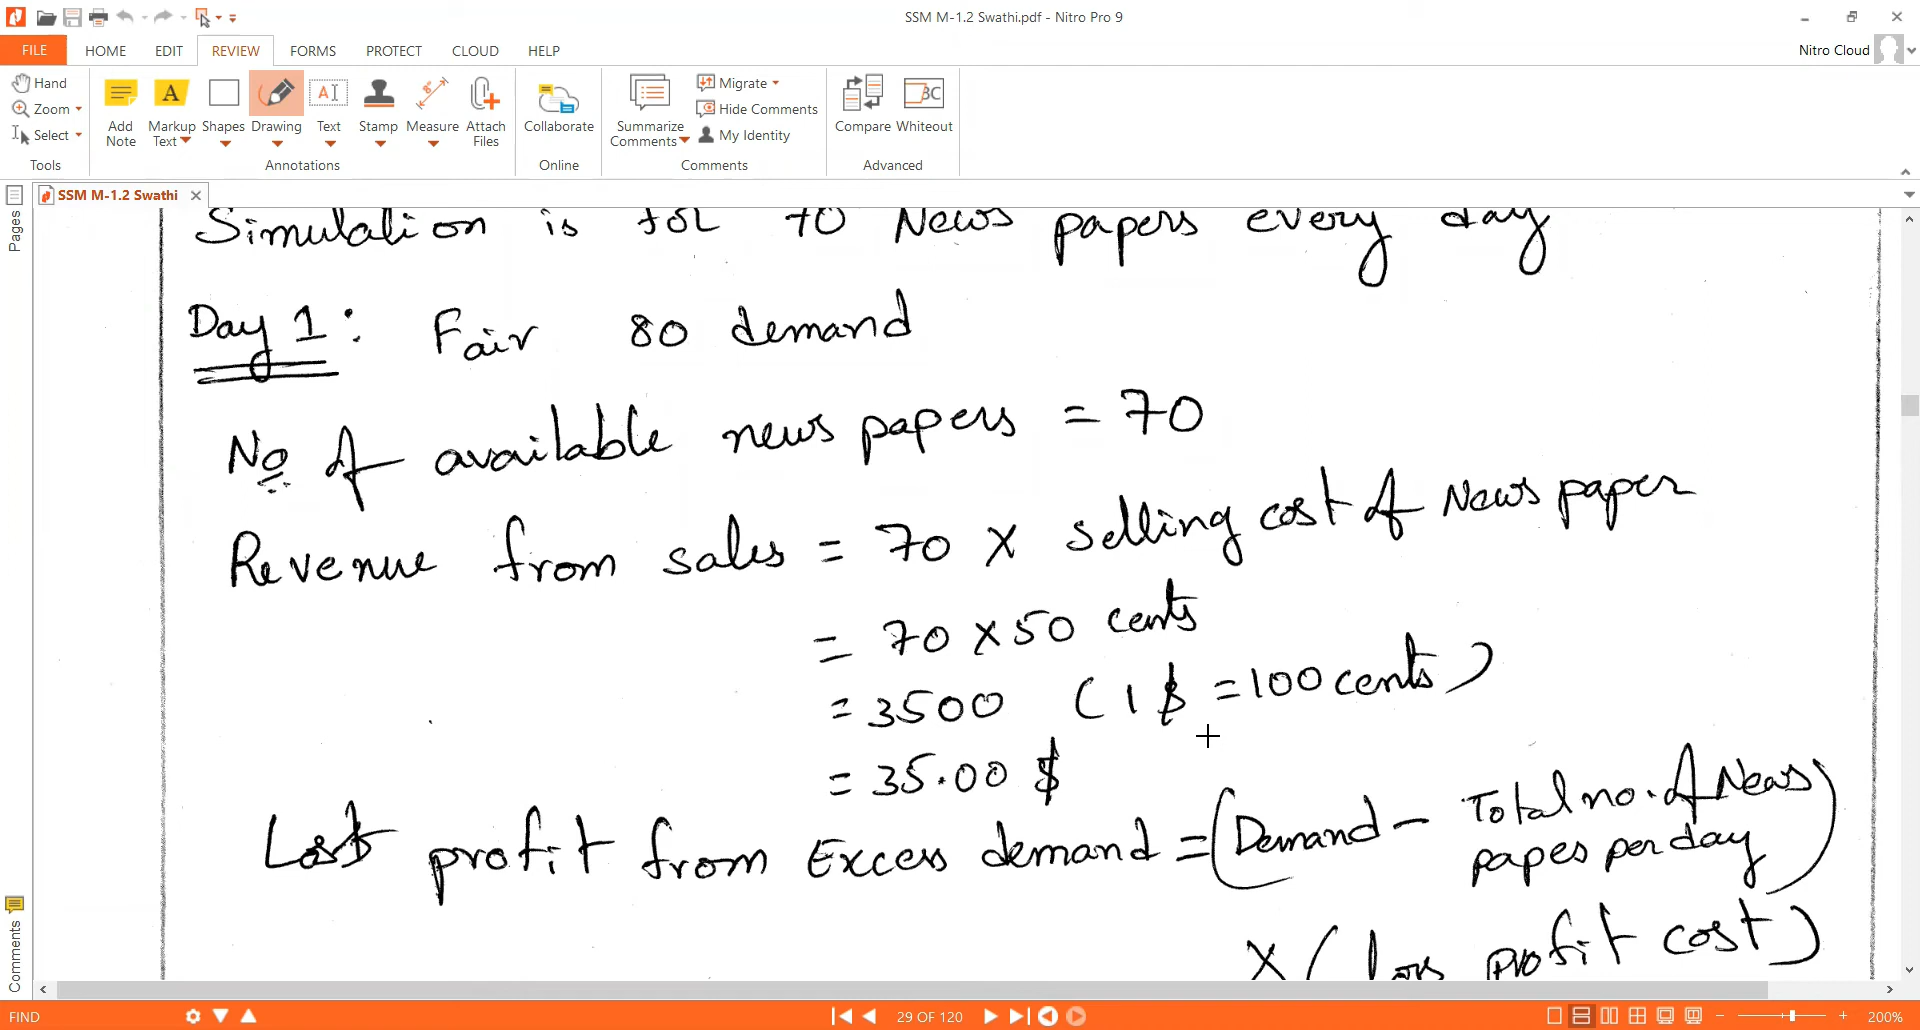 SSM M-1.2 Swathi.pdf - Nitro Pro 9
FILE HOME EDIT REVIEW FORMS PROTECT CLOUD HELP
Nitro Cloud
Hand
Zoom
Select
Tools
Add Note
Markup Text
Shapes
Drawing
Text
Stamp
Measure
Attach Files
Annotations
Collaborate
Online
Summarize Comments
Migrate
Hide Comments
My Identity
Comments
Compare
Whiteout
Advanced
SSM M-1.2 Swathi
Pages
Simulation is for 70 News papers every day
Day 1: Fair 80 demand
No of available news papers = 70
Revenue from sales = 70 X selling cost of News paper
= 70 X 50 cents
= 3500 (1 $ = 100 cents)
= 35.00 $
Lost profit from Excess demand = (Demand - Total no. of News
papes per day)
X (loss profit cost)
Comments
FIND
29 OF 120
200%